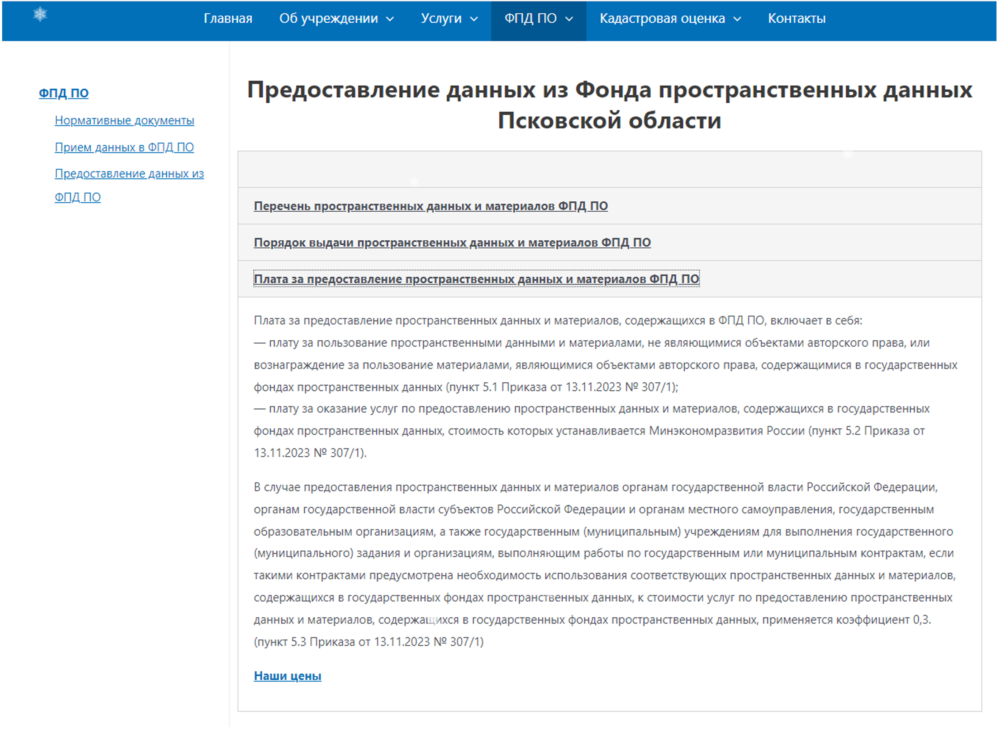 Главная Об учреждении Услуги ФПД ПО Кадастровая оценка Контакты
ФПД ПО
Нормативные документы
Прием данных в ФПД ПО
Предоставление данных из
ФПД ПО
Предоставление данных из Фонда пространственных данных
Псковской области
Перечень пространственных данных и материалов ФПД ПО
Порядок выдачи пространственных данных и материалов ФПД ПО
Плата за предоставление пространственных данных и материалов ФПД ПО
Плата за предоставление пространственных данных и материалов, содержащихся в ФПД ПО, включает в себя:
— плату за пользование пространственными данными и материалами, не являющимися объектами авторского права, или
вознаграждение за пользование материалами, являющимися объектами авторского права, содержащимися в государственных
фондах пространственных данных (пункт 5.1 Приказа от 13.11.2023 № 307/1);
— плату за оказание услуг по предоставлению пространственных данных и материалов, содержащихся в государственных
фондах пространственных данных, стоимость которых устанавливается Минэкономразвития России (пункт 5.2 Приказа от
13.11.2023 № 307/1).
В случае предоставления пространственных данных и материалов органам государственной власти Российской Федерации,
органам государственной власти субъектов Российской Федерации и органам местного самоуправления, государственным
образовательным организациям, а также государственным (муниципальным) учреждениям для выполнения государственного
(муниципального) задания и организациям, выполняющим работы по государственным или муниципальным контрактам, если
такими контрактами предусмотрена необходимость использования соответствующих пространственных данных и материалов,
содержащихся в государственных фондах пространственных данных, к стоимости услуг по предоставлению пространственных
данных и материалов, содержащихся в государственных фондах пространственных данных, применяется коэффициент 0,3.
(пункт 5.3 Приказа от 13.11.2023 № 307/1)
Наши цены